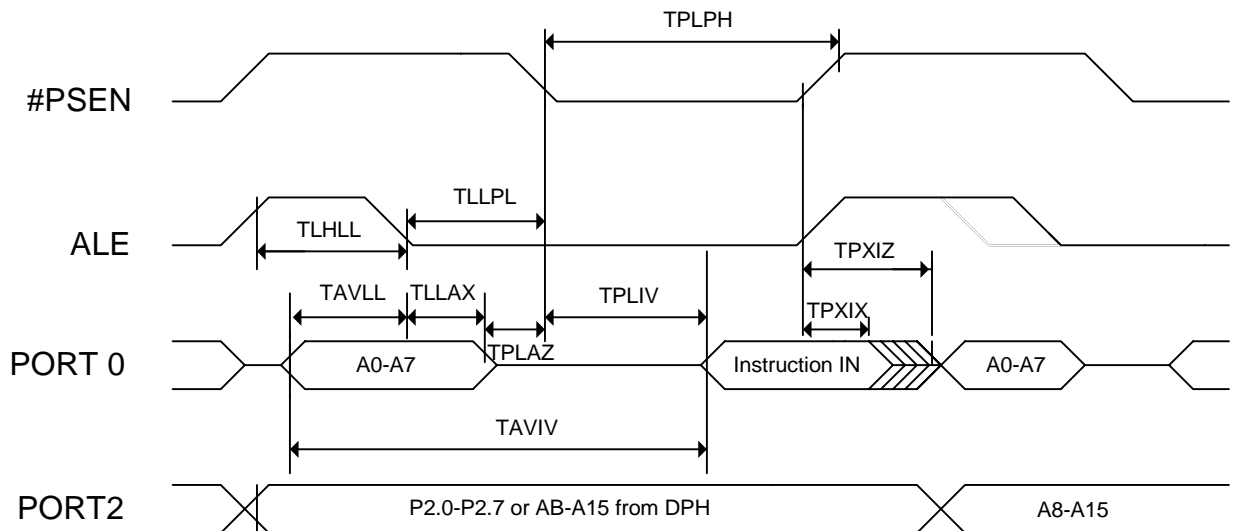 TPLPH
#PSEN
TLLPL
TLHLL
ALE
TPXIZ
TAVLL
TLLAX
TPLIV
TPXIX
TPLAZ
PORT 0
A0-A7
Instruction IN
A0-A7
TAVIV
PORT2
P2.0-P2.7 or AB-A15 from DPH
A8-A15